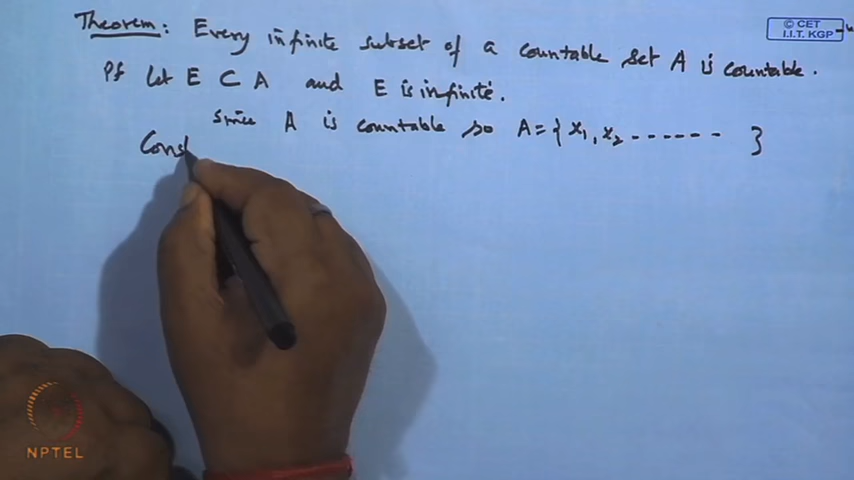 Theorem: Every infinite subset of a countable set A is countable.
© CET
I.I.T. KGP
Pf Let E ⊂ A and E is infinite.
Since A is countable so A = { x₁, x₂ ------ }
Cons
NPTEL